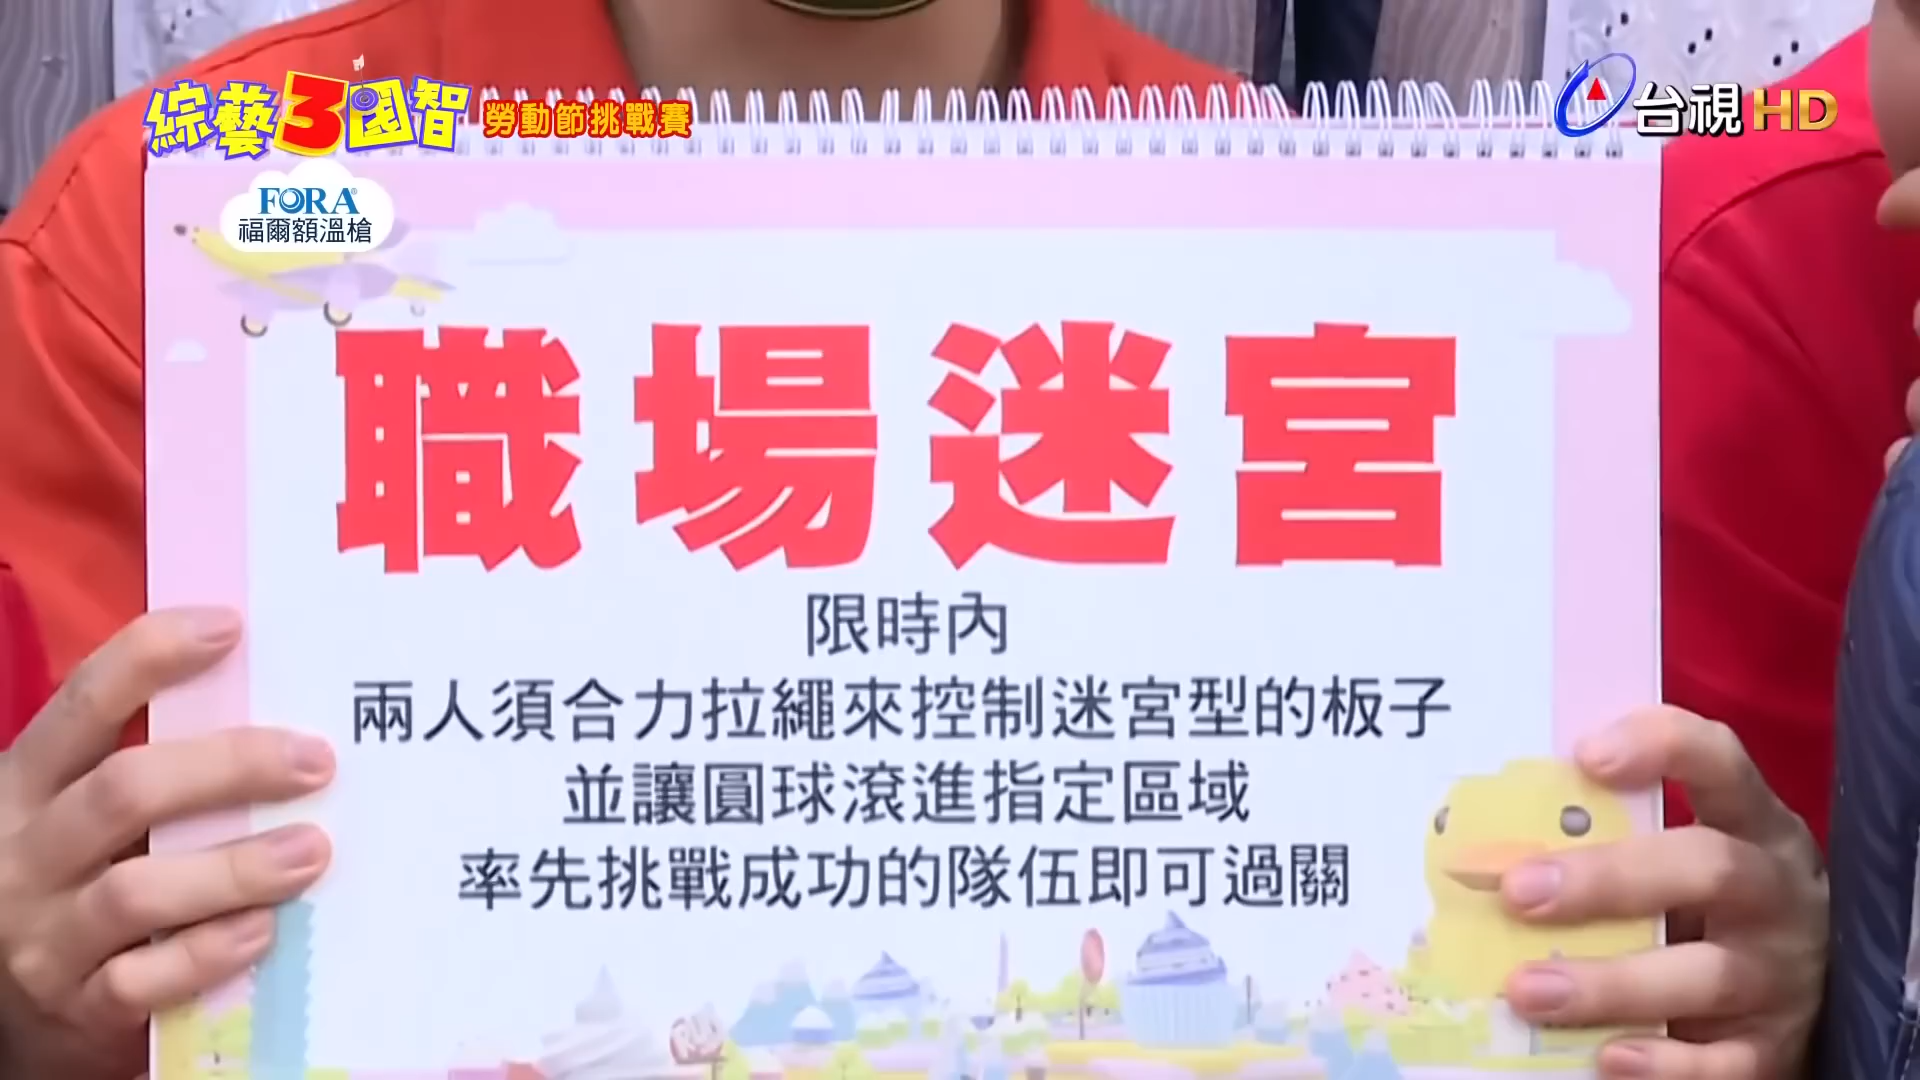 綜藝3國智 勞動節挑戰賽
台視HD
FORA
福爾額溫槍
職場迷宮
限時內
兩人須合力拉繩來控制迷宮型的板子
並讓圓球滾進指定區域
率先挑戰成功的隊伍即可過關